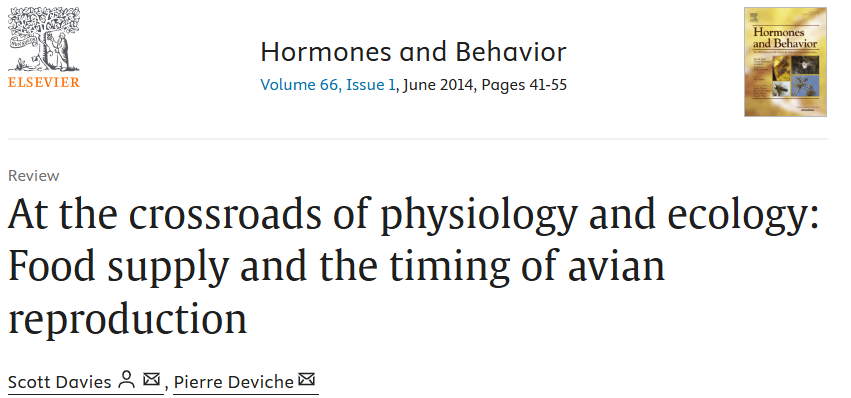 ELSEVIER
Hormones and Behavior
Volume 66, Issue 1, June 2014, Pages 41-55
Hormones
and Behavior
Review
At the crossroads of physiology and ecology:
Food supply and the timing of avian
reproduction
Scott Davies , Pierre Deviche